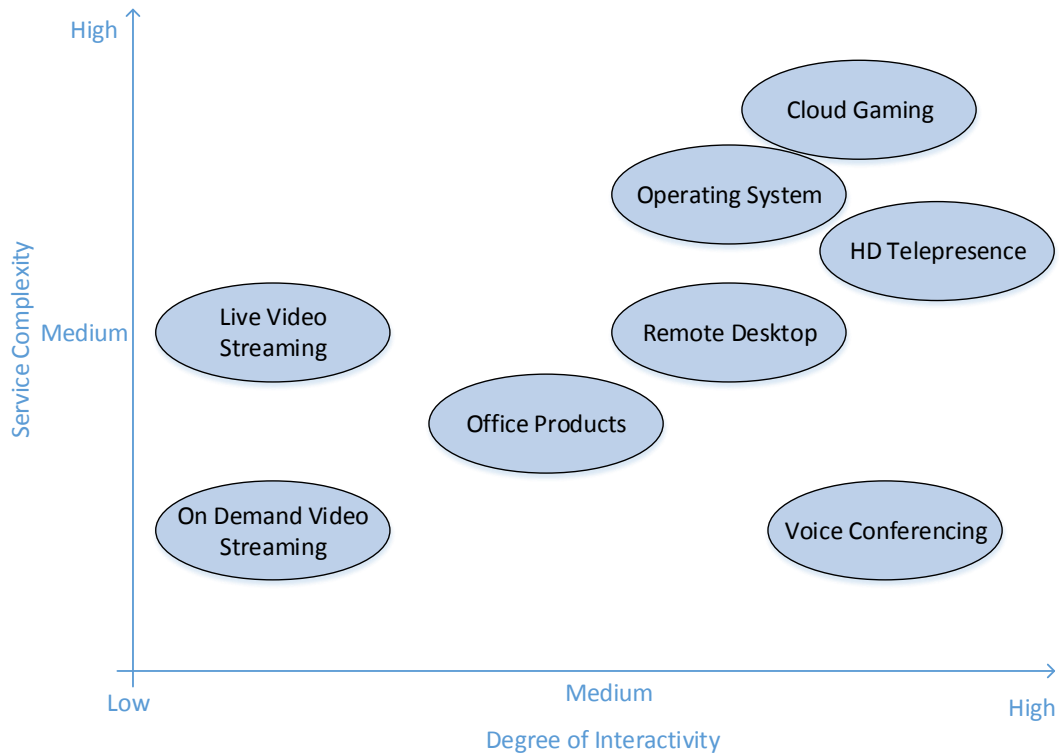 High
Cloud Gaming
Operating System
HD Telepresence
Service Complexity
Medium
Live Video
Streaming
Remote Desktop
Office Products
On Demand Video
Streaming
Voice Conferencing
Low
Medium
High
Degree of Interactivity